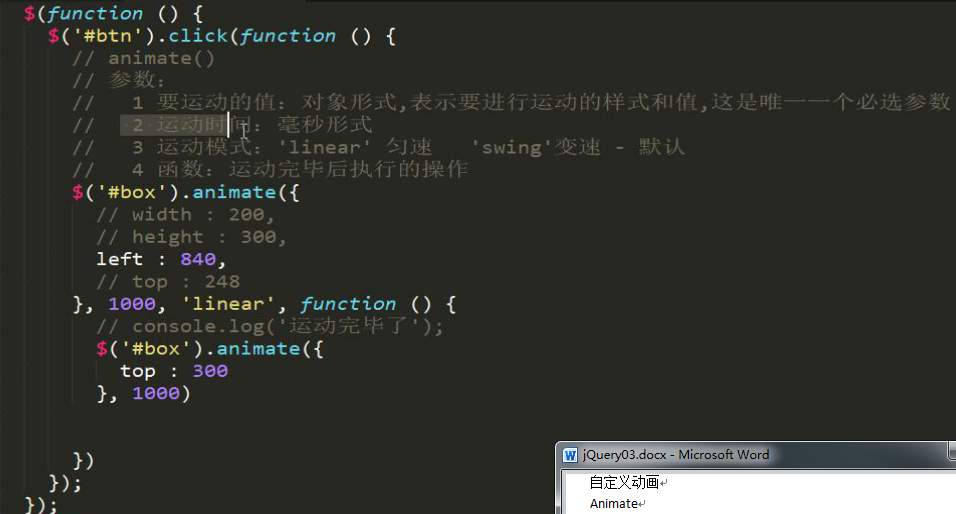 $(function () {
$('#btn').click(function () {
// animate()
// 参数：
// 1 要运动的值：对象形式,表示要进行运动的样式和值,这是唯一一个必选参数
// 2 运动时间：毫秒形式
// 3 运动模式：'linear' 匀速 'swing'变速 - 默认
// 4 函数：运动完毕后执行的操作
$('#box').animate({
// width : 200,
// height : 300,
left : 840,
// top : 248
}, 1000, 'linear', function () {
// console.log('运动完毕了');
$('#box').animate({
top : 300
}, 1000)
})
});
});
jQuery03.docx - Microsoft Word
自定义动画
Animate